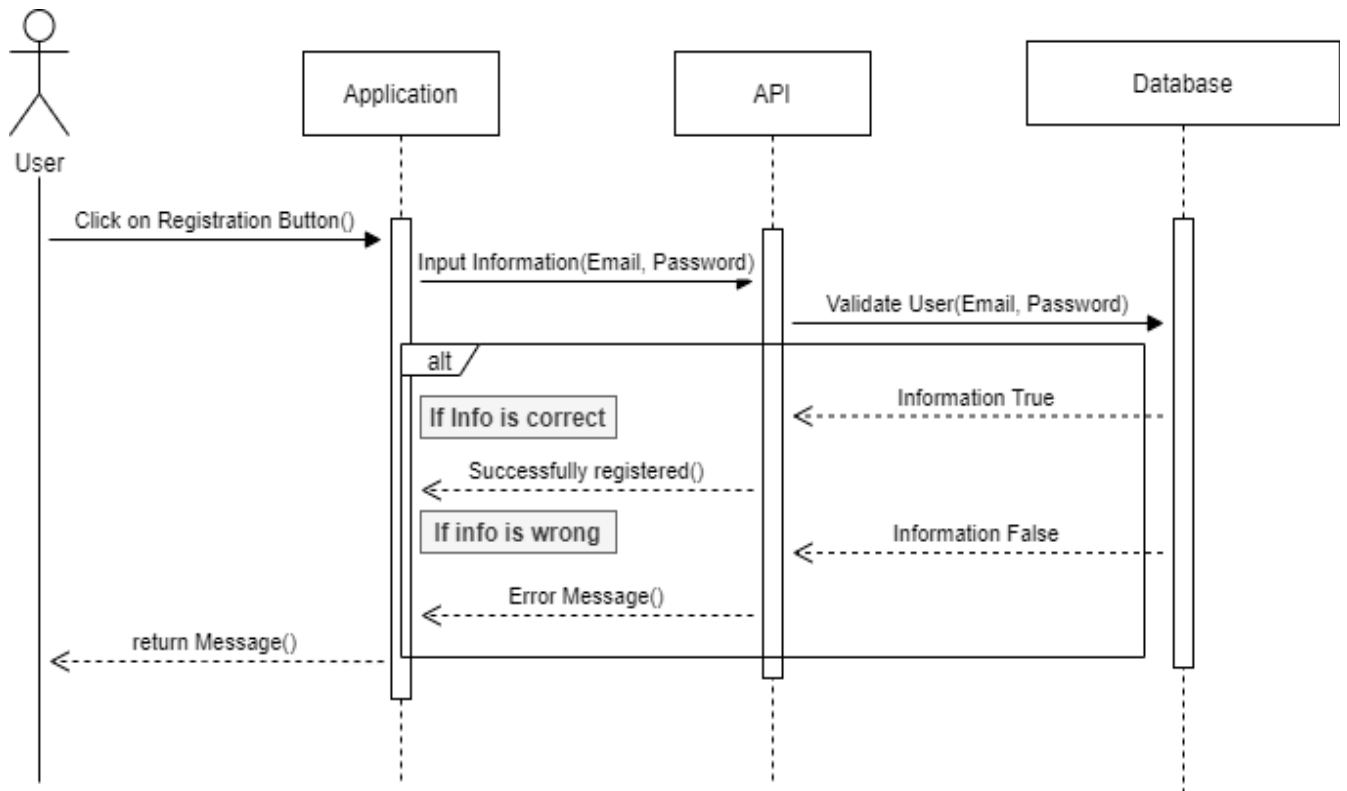 Application
API
Database
User
Click on Registration Button()
Input Information(Email, Password)
Validate User(Email, Password)
alt
Information True
If Info is correct
Successfully registered()
If info is wrong
Information False
Error Message()
return Message()